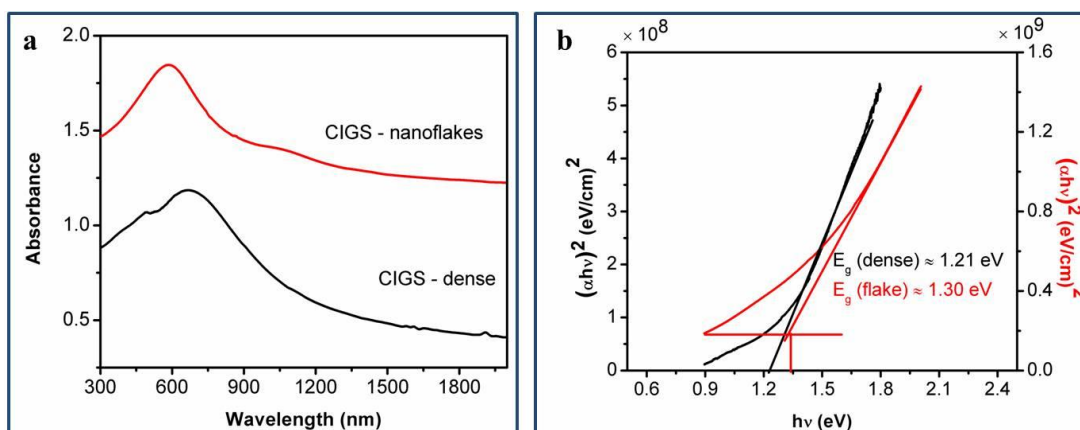 a
2.0
1.5
1.0
0.5
Absorbance
CIGS - nanoflakes
CIGS - dense
300 600 900 1200 1500 1800
Wavelength (nm)
b
× 10⁸
× 10⁹
6
5
4
3
2
1
0
(αhν)² (eV/cm)²
1.6
1.2
0.8
0.4
0.0
(αhν)² (eV/cm)²
E_g (dense) ≈ 1.21 eV
E_g (flake) ≈ 1.30 eV
0.6 0.9 1.2 1.5 1.8 2.1 2.4
hν (eV)